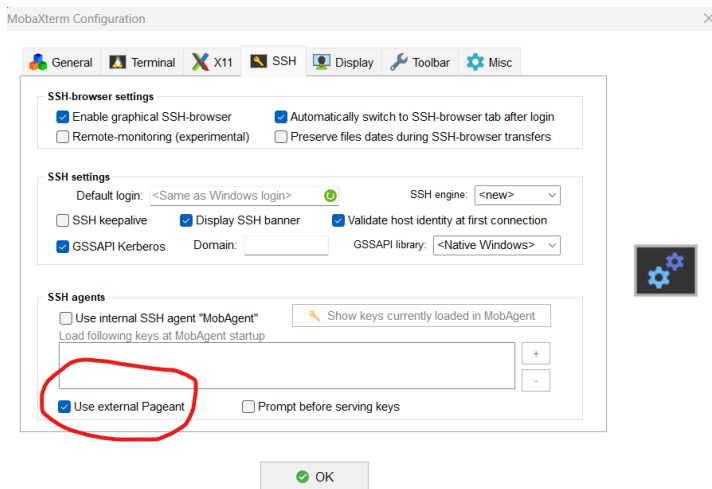 MobaXterm Configuration
General Terminal X11 SSH Display Toolbar Misc
SSH-browser settings
Enable graphical SSH-browser Automatically switch to SSH-browser tab after login
Remote-monitoring (experimental) Preserve files dates during SSH-browser transfers
SSH settings
Default login: <Same as Windows login> SSH engine: <new>
SSH keepalive Display SSH banner Validate host identity at first connection
GSSAPI Kerberos Domain: GSSAPI library: <Native Windows>
SSH agents
Use internal SSH agent "MobAgent" Show keys currently loaded in MobAgent
Load following keys at MobAgent startup
+
-
Use external Pageant Prompt before serving keys
OK